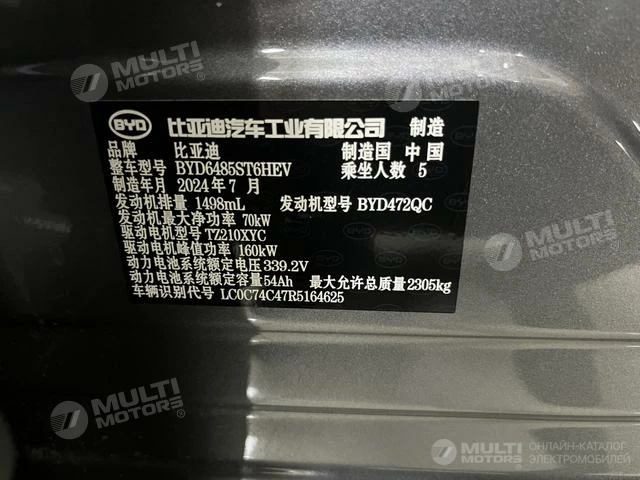 MULTI MOTORS®
MULTI MOTORS®
BYD 比亚迪汽车工业有限公司 制造
品牌 比亚迪 制造国 中国
整车型号 BYD6485ST6HEV 乘坐人数 5
制造年月 2024年7月
发动机排量 1498mL 发动机型号 BYD472QC
发动机最大净功率 70kW
驱动电机型号 TZ210XYC
驱动电机峰值功率 160kW
动力电池系统额定电压 339.2V
动力电池系统额定容量 54Ah 最大允许总质量 2305kg
车辆识别代号 LC0C74C47R5164625
MULTI MOTORS®
MULTI MOTORS
ОНЛАЙН-КАТАЛОГ ЭЛЕКТРОМОБИЛЕЙ